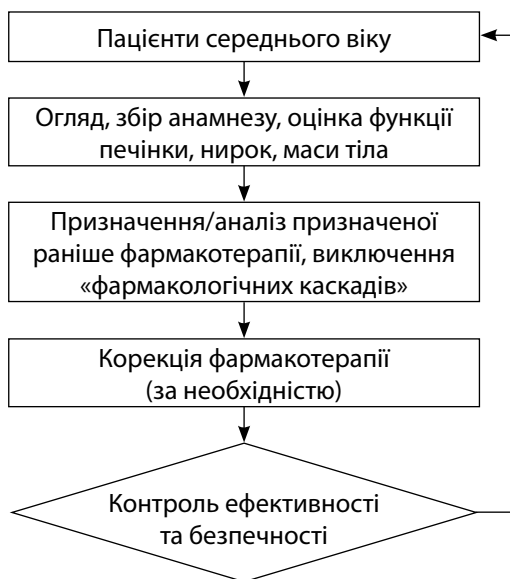 Пацієнти середнього віку
Огляд, збір анамнезу, оцінка функції
печінки, нирок, маси тіла
Призначення/аналіз призначеної
раніше фармакотерапії, виключення
«фармакологічних каскадів»
Корекція фармакотерапії
(за необхідністю)
Контроль ефективності
та безпечності